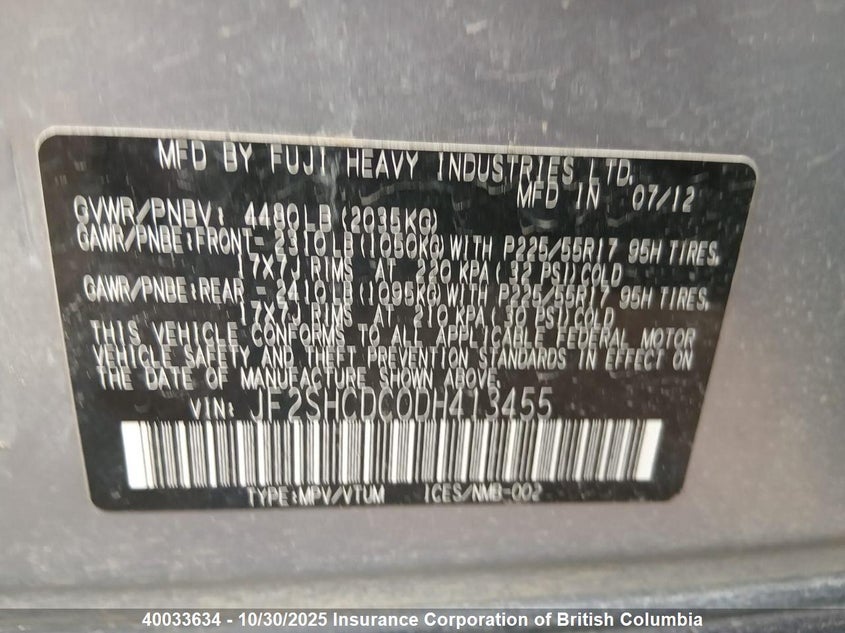 MFD BY FUJI HEAVY INDUSTRIES LTD.
MFD IN 07/12
GVWR/PNBV: 4480LB(2035KG)
GAWR/PNBE:FRONT- 2310LB(1050KG)WITH P225/55R17 95H TIRES.
17X7J RIMS AT 220 KPA(32 PSI)COLD
GAWR/PNBE:REAR -2410LB(1095KG)WITH P225/55R17 95H TIRES.
17X7J RIMS AT 210 KPA(30 PSI)COLD.
THIS VEHICLE CONFORMS TO ALL APPLICABLE FEDERAL MOTOR
VEHICLE SAFETY AND THEFT PREVENTION STANDARDS IN EFFECT ON
THE DATE OF MANUFACTURE SHOWN ABOVE.
VIN: JF2SHCDC0DH413455
TYPE:MPV/VTUM ICES/NMB-002
40033634 - 10/30/2025 Insurance Corporation of British Columbia